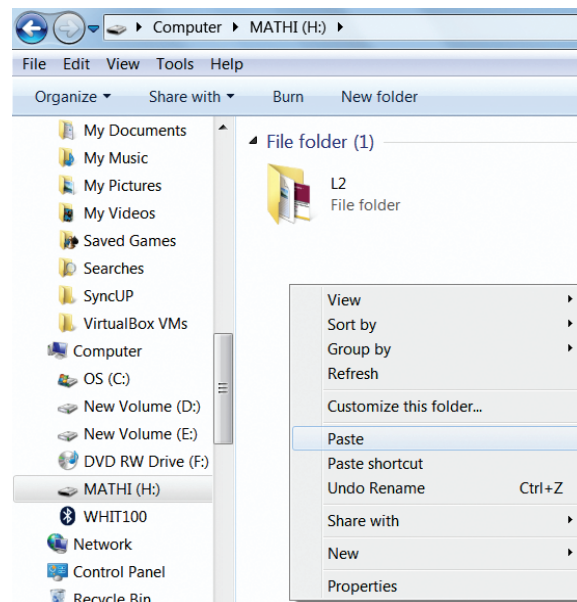 Computer MATHI (H:)
File Edit View Tools Help
Organize Share with Burn New folder
My Documents
My Music
My Pictures
My Videos
Saved Games
Searches
SyncUP
VirtualBox VMs
Computer
OS (C:)
New Volume (D:)
New Volume (E:)
DVD RW Drive (F:)
MATHI (H:)
WHIT100
Network
Control Panel
Recycle Bin
File folder (1)
L2
File folder
View
Sort by
Group by
Refresh
Customize this folder...
Paste
Paste shortcut
Undo Rename Ctrl+Z
Share with
New
Properties